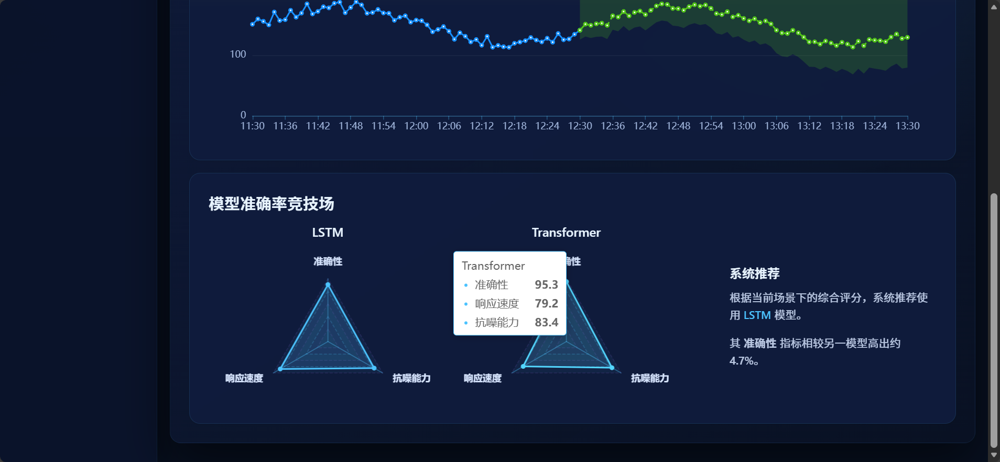 100
0
11:30 11:36 11:42 11:48 11:54 12:00 12:06 12:12 12:18 12:24 12:30 12:36 12:42 12:48 12:54 13:00 13:06 13:12 13:18 13:24 13:30
模型准确率竞技场
LSTM
准确性
响应速度
抗噪能力
Transformer
确性
Transformer
准确性 95.3
响应速度 79.2
抗噪能力 83.4
响应速度
抗噪能力
系统推荐
根据当前场景下的综合评分，系统推荐使
用 LSTM 模型。
其 准确性 指标相较另一模型高出约
4.7%。